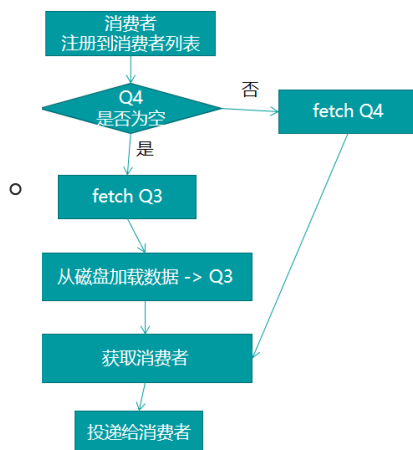 消费者
注册到消费者列表
Q4
是否为空
否
fetch Q4
是
fetch Q3
从磁盘加载数据 -> Q3
获取消费者
投递给消费者